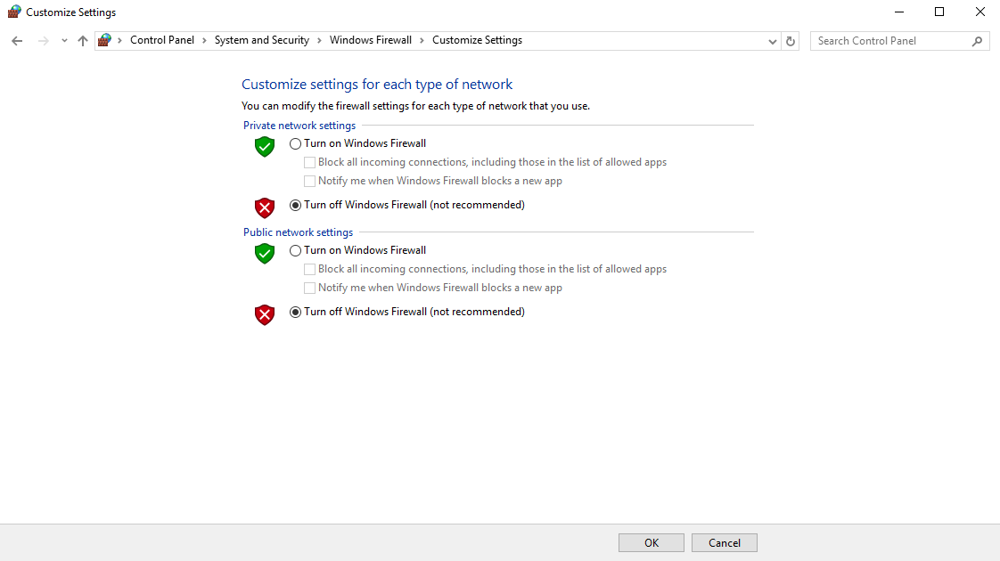 Customize Settings
Control Panel > System and Security > Windows Firewall > Customize Settings
Search Control Panel
Customize settings for each type of network
You can modify the firewall settings for each type of network that you use.
Private network settings
Turn on Windows Firewall
Block all incoming connections, including those in the list of allowed apps
Notify me when Windows Firewall blocks a new app
Turn off Windows Firewall (not recommended)
Public network settings
Turn on Windows Firewall
Block all incoming connections, including those in the list of allowed apps
Notify me when Windows Firewall blocks a new app
Turn off Windows Firewall (not recommended)
OK
Cancel